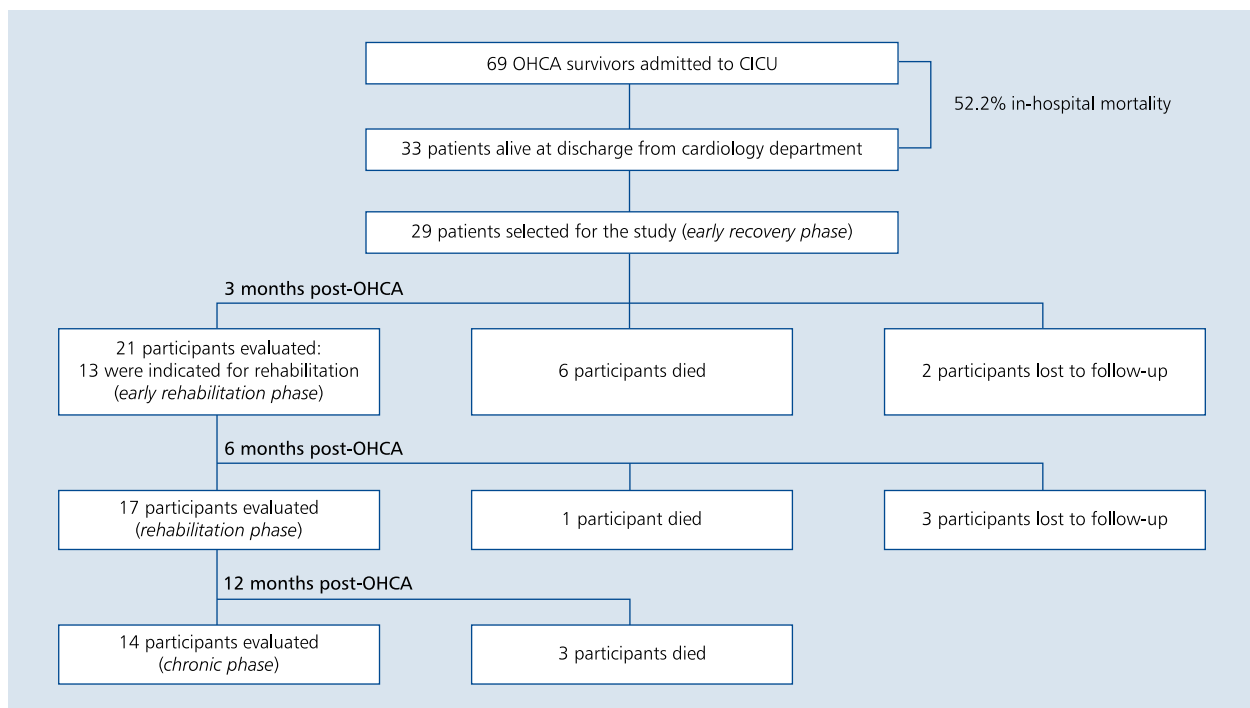 69 OHCA survivors admitted to CICU
52.2% in-hospital mortality
33 patients alive at discharge from cardiology department
29 patients selected for the study (early recovery phase)
3 months post-OHCA
21 participants evaluated:
13 were indicated for rehabilitation
(early rehabilitation phase)
6 participants died
2 participants lost to follow-up
6 months post-OHCA
17 participants evaluated
(rehabilitation phase)
1 participant died
3 participants lost to follow-up
12 months post-OHCA
14 participants evaluated
(chronic phase)
3 participants died